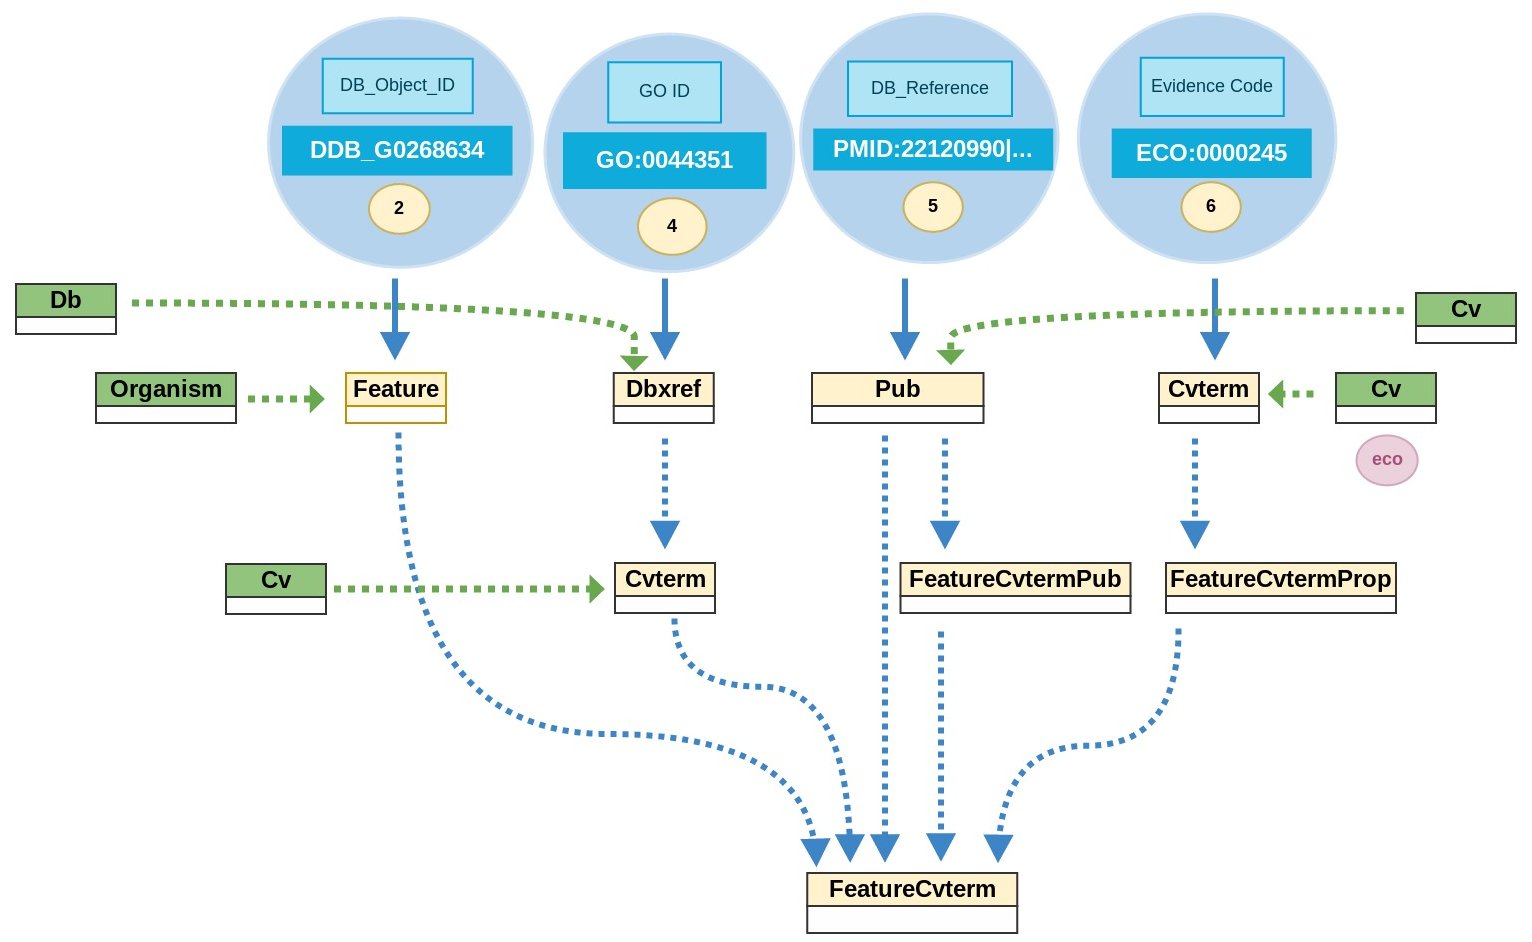 DB_Object_ID
DDB_G0268634
2
GO ID
GO:0044351
4
DB_Reference
PMID:22120990|...
5
Evidence Code
ECO:0000245
6
Db
Cv
Organism
Feature
Dbxref
Pub
Cvterm
Cv
eco
Cv
Cvterm
FeatureCvtermPub
FeatureCvtermProp
FeatureCvterm